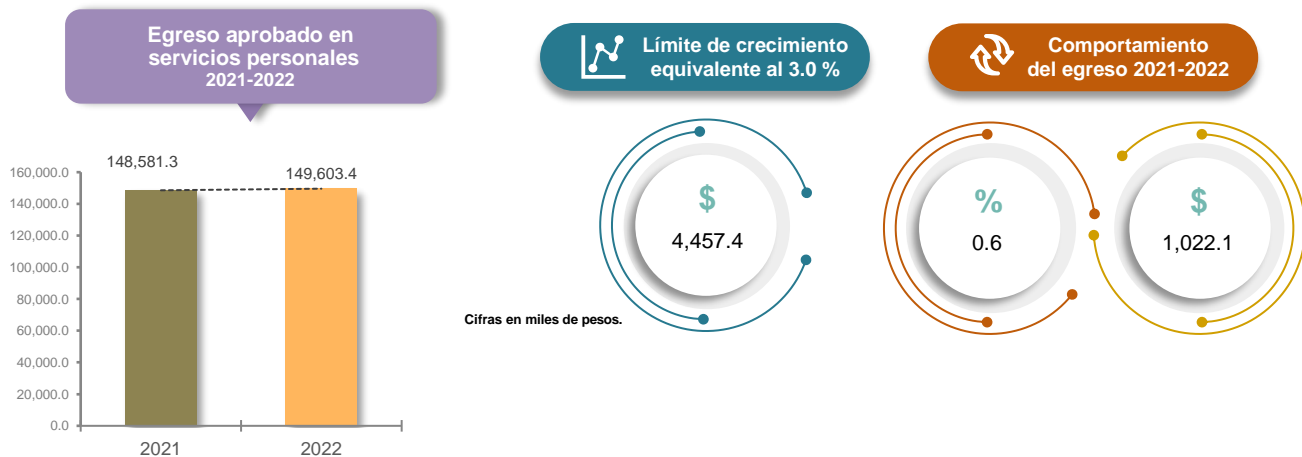 Egreso aprobado en
servicios personales
2021-2022
148,581.3
149,603.4
160,000.0
140,000.0
120,000.0
100,000.0
80,000.0
60,000.0
40,000.0
20,000.0
0.0
2021
2022
Límite de crecimiento
equivalente al 3.0 %
$
4,457.4
Cifras en miles de pesos.
Comportamiento
del egreso 2021-2022
%
0.6
$
1,022.1